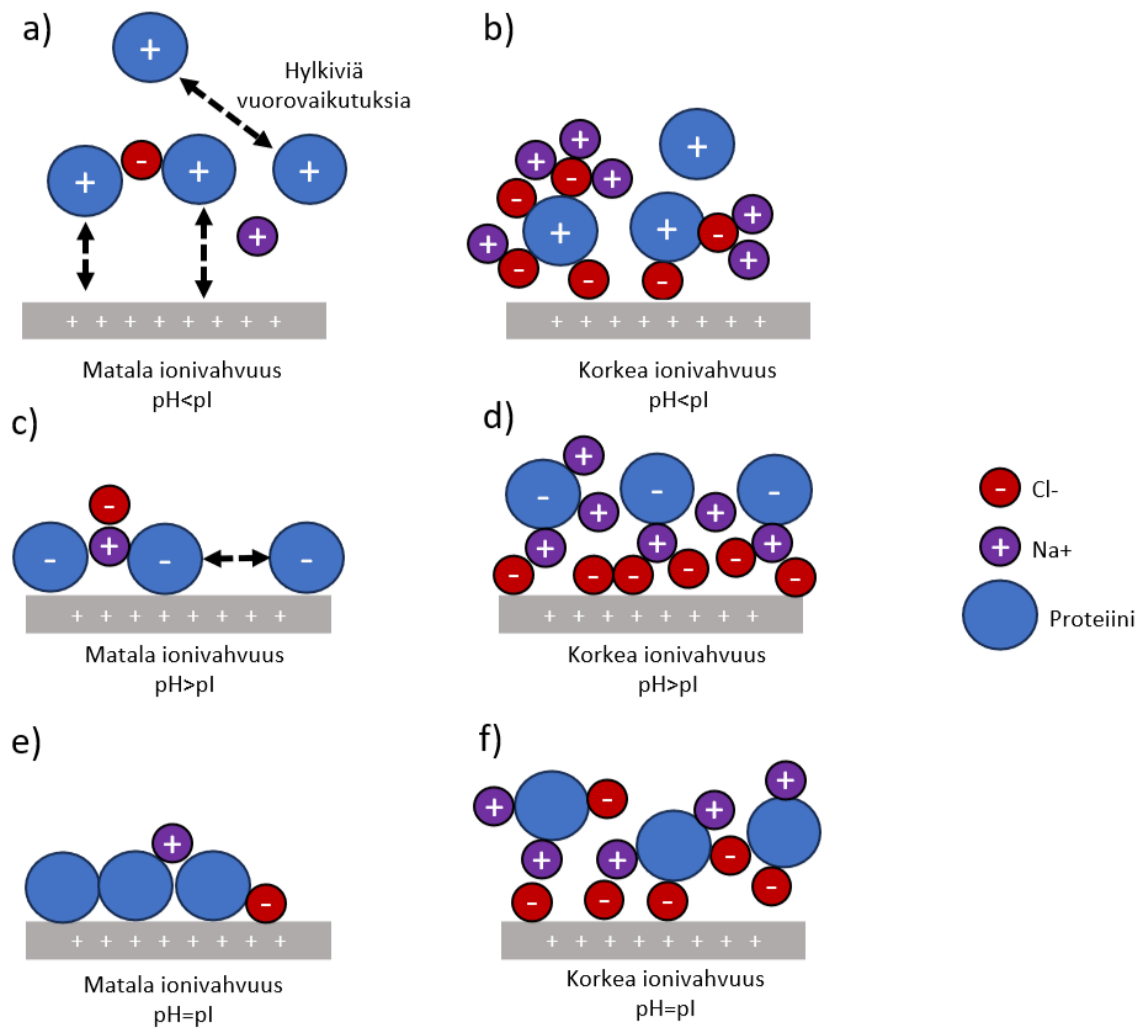 a)
+
Hylkiviä
vuorovaikutuksia
+ - + +
+
+ + + + + + + +
Matala ionivahvuus
pH<pI
b)
+
+ - +
-
+
+ + - + +
+
- - -
+ + + + + + + +
Korkea ionivahvuus
pH<pI
c)
-
- + - -
+ + + + + + + +
Matala ionivahvuus
pH>pI
d)
+
- - -
+ +
+ + - +
- - - - -
+ + + + + + + +
Korkea ionivahvuus
pH>pI
- Cl-
+ Na+
Proteiini
e)
+
-
+ + + + + + + +
Matala ionivahvuus
pH=pI
f)
+
+ - +
+ + -
- - - -
+ + + + + + + +
Korkea ionivahvuus
pH=pI